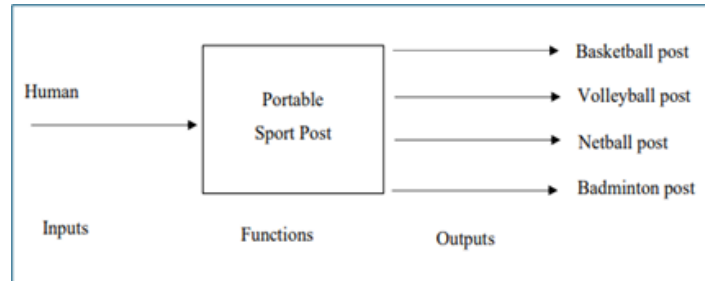 Basketball post
Human
Portable
Sport Post
Volleyball post
Netball post
Badminton post
Inputs
Functions
Outputs